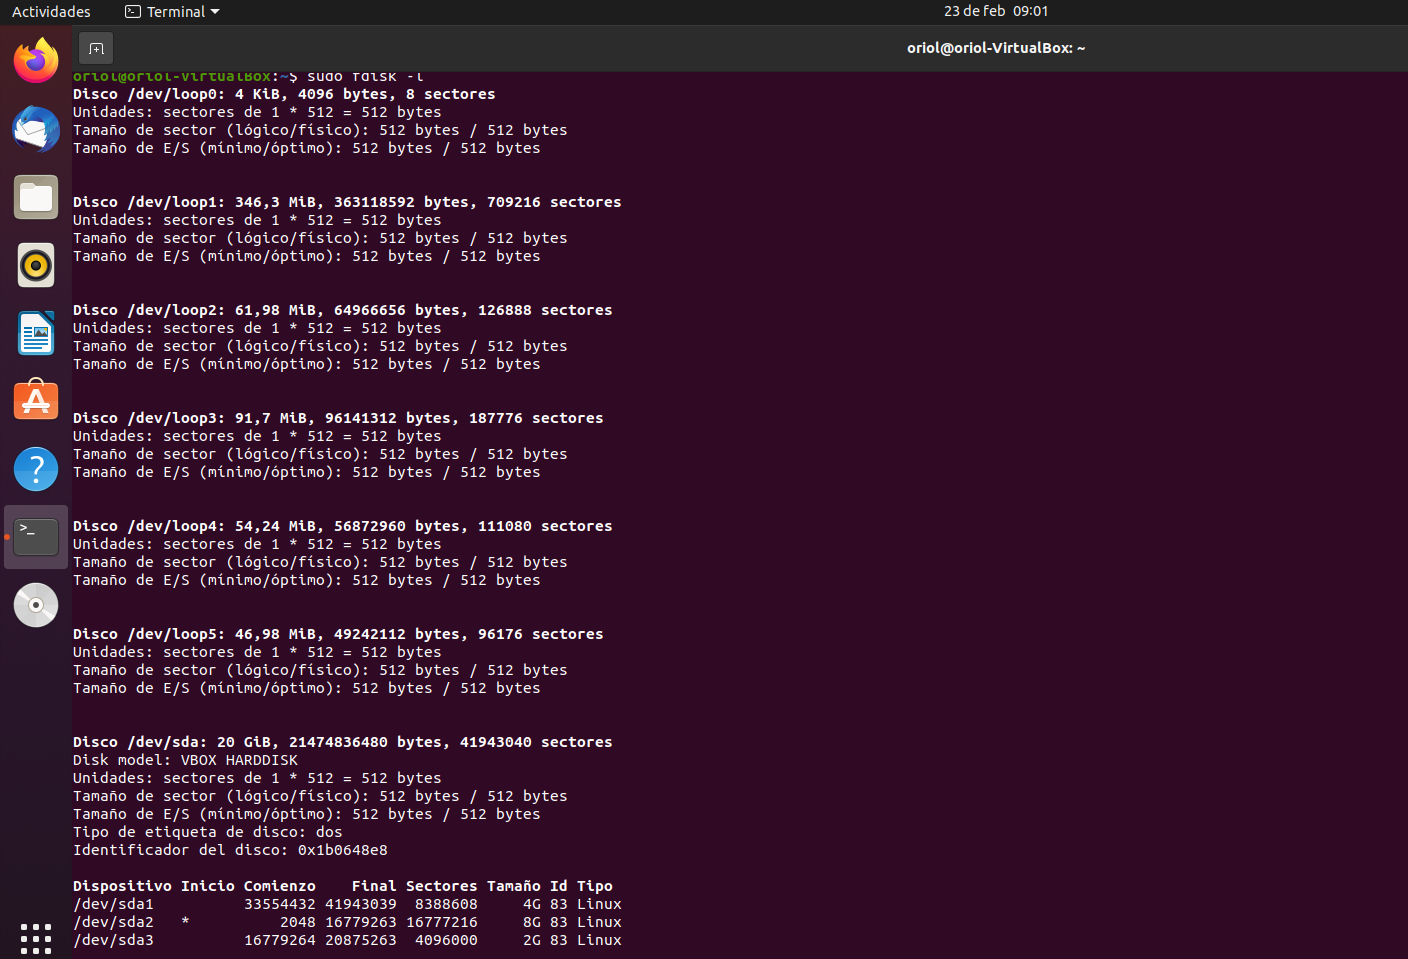 Actividades
Terminal
23 de feb 09:01
oriol@oriol-VirtualBox: ~
oriol@oriol-VirtualBox:~$ sudo fdisk -l
Disco /dev/loop0: 4 KiB, 4096 bytes, 8 sectores
Unidades: sectores de 1 * 512 = 512 bytes
Tamaño de sector (lógico/físico): 512 bytes / 512 bytes
Tamaño de E/S (mínimo/óptimo): 512 bytes / 512 bytes
Disco /dev/loop1: 346,3 MiB, 363118592 bytes, 709216 sectores
Unidades: sectores de 1 * 512 = 512 bytes
Tamaño de sector (lógico/físico): 512 bytes / 512 bytes
Tamaño de E/S (mínimo/óptimo): 512 bytes / 512 bytes
Disco /dev/loop2: 61,98 MiB, 64966656 bytes, 126888 sectores
Unidades: sectores de 1 * 512 = 512 bytes
Tamaño de sector (lógico/físico): 512 bytes / 512 bytes
Tamaño de E/S (mínimo/óptimo): 512 bytes / 512 bytes
Disco /dev/loop3: 91,7 MiB, 96141312 bytes, 187776 sectores
Unidades: sectores de 1 * 512 = 512 bytes
Tamaño de sector (lógico/físico): 512 bytes / 512 bytes
Tamaño de E/S (mínimo/óptimo): 512 bytes / 512 bytes
Disco /dev/loop4: 54,24 MiB, 56872960 bytes, 111080 sectores
Unidades: sectores de 1 * 512 = 512 bytes
Tamaño de sector (lógico/físico): 512 bytes / 512 bytes
Tamaño de E/S (mínimo/óptimo): 512 bytes / 512 bytes
Disco /dev/loop5: 46,98 MiB, 49242112 bytes, 96176 sectores
Unidades: sectores de 1 * 512 = 512 bytes
Tamaño de sector (lógico/físico): 512 bytes / 512 bytes
Tamaño de E/S (mínimo/óptimo): 512 bytes / 512 bytes
Disco /dev/sda: 20 GiB, 21474836480 bytes, 41943040 sectores
Disk model: VBOX HARDDISK
Unidades: sectores de 1 * 512 = 512 bytes
Tamaño de sector (lógico/físico): 512 bytes / 512 bytes
Tamaño de E/S (mínimo/óptimo): 512 bytes / 512 bytes
Tipo de etiqueta de disco: dos
Identificador del disco: 0x1b0648e8
Dispositivo Inicio Comienzo    Final Sectores Tamaño Id Tipo
/dev/sda1          33554432 41943039  8388608     4G 83 Linux
/dev/sda2   *          2048 16779263 16777216     8G 83 Linux
/dev/sda3          16779264 20875263  4096000     2G 83 Linux